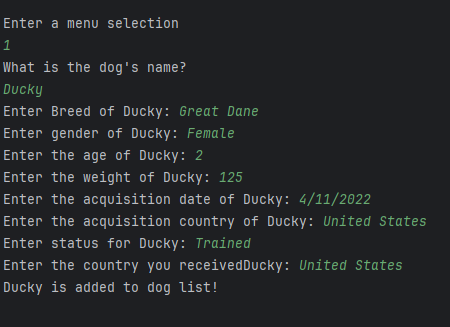 Enter a menu selection
1
What is the dog's name?
Ducky
Enter Breed of Ducky: Great Dane
Enter gender of Ducky: Female
Enter the age of Ducky: 2
Enter the weight of Ducky: 125
Enter the acquisition date of Ducky: 4/11/2022
Enter the acquisition country of Ducky: United States
Enter status for Ducky: Trained
Enter the country you receivedDucky: United States
Ducky is added to dog list!